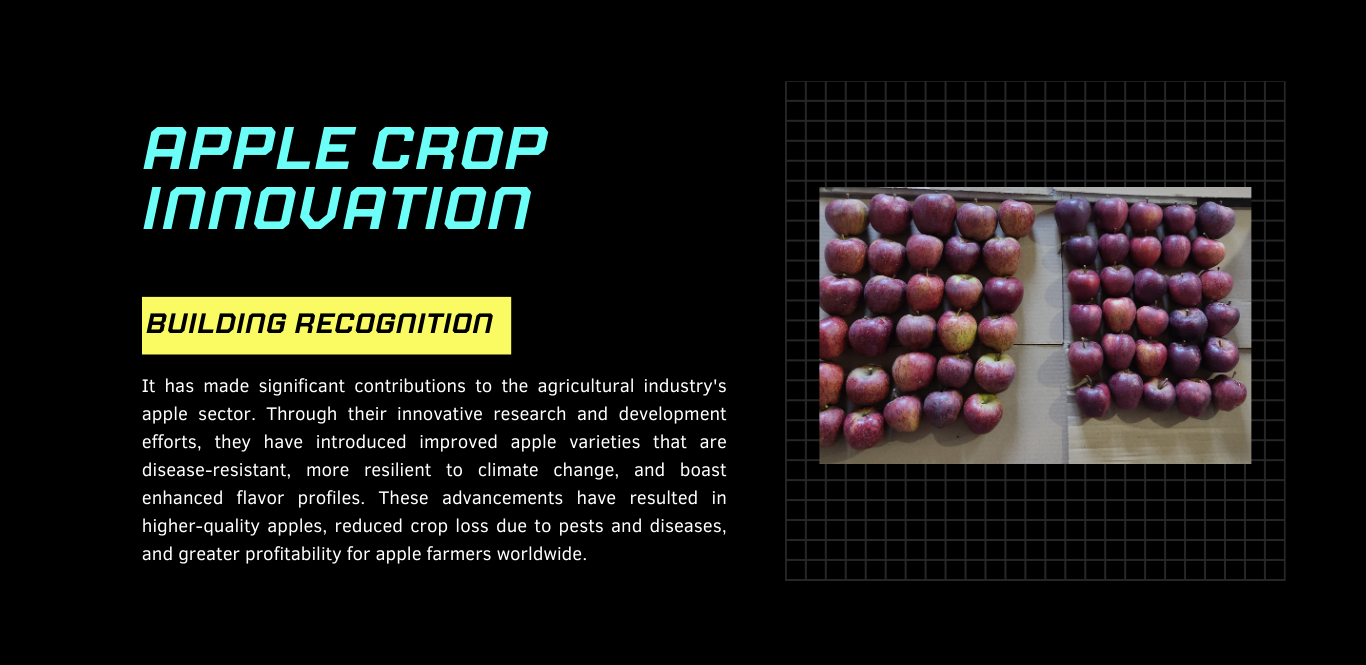 APPLE CROP
INNOVATION
BUILDING RECOGNITION
It has made significant contributions to the agricultural industry's
apple sector. Through their innovative research and development
efforts, they have introduced improved apple varieties that are
disease-resistant, more resilient to climate change, and boast
enhanced flavor profiles. These advancements have resulted in
higher-quality apples, reduced crop loss due to pests and diseases,
and greater profitability for apple farmers worldwide.